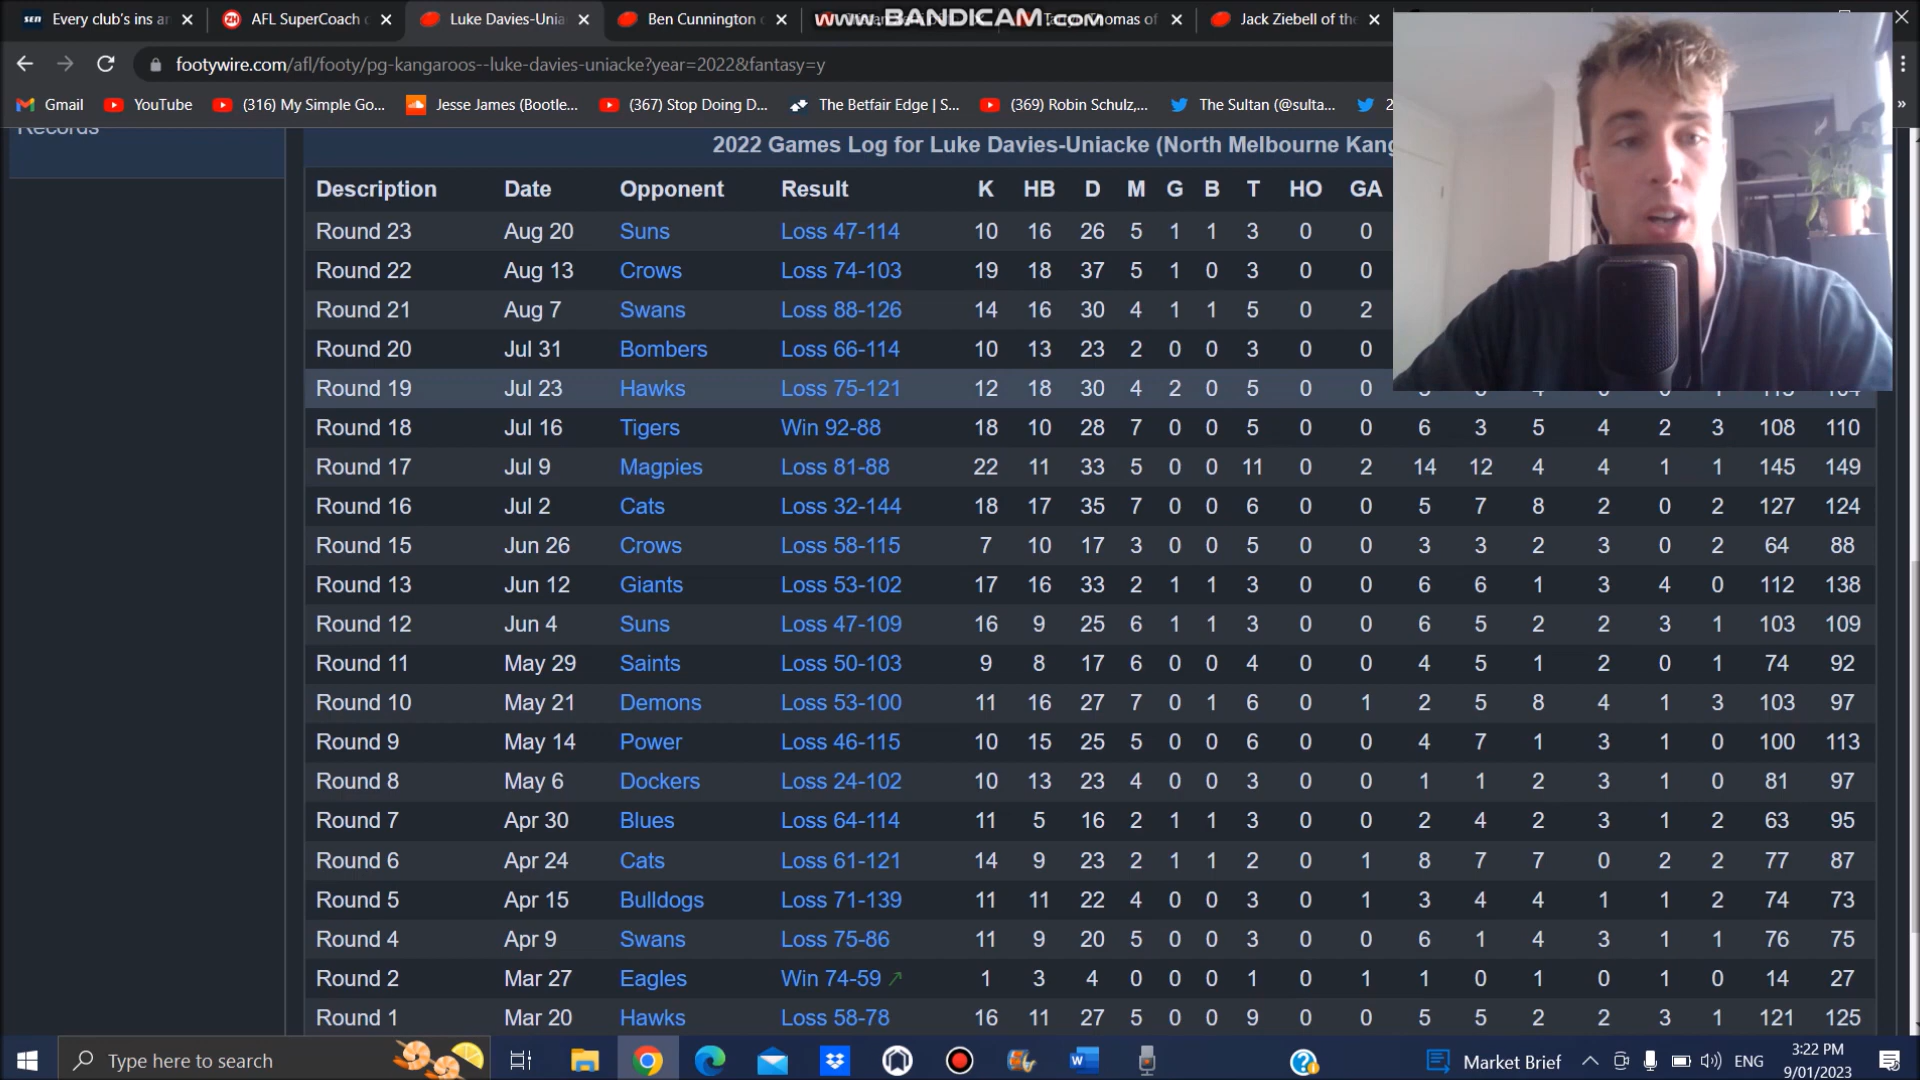 Every club's ins a
AFL SuperCoach
Luke Davies-Unia
Ben Cunnington
www.BANDICAM.com
Thomas of
Jack Ziebell of the
footywire.com/afl/footy/pg-kangaroos--luke-davies-uniacke?year=2022&fantasy=y
Gmail YouTube (316) My Simple Go... Jesse James (Bootle... (367) Stop Doing D... The Betfair Edge | S... (369) Robin Schulz,... The Sultan (@sulta... 2 »
Records
2022 Games Log for Luke Davies-Uniacke (North Melbourne Kang
Description Date Opponent Result K HB D M G B T HO GA
Round 23 Aug 20 Suns Loss 47-114 10 16 26 5 1 1 3 0 0
Round 22 Aug 13 Crows Loss 74-103 19 18 37 5 1 0 3 0 0
Round 21 Aug 7 Swans Loss 88-126 14 16 30 4 1 1 5 0 2
Round 20 Jul 31 Bombers Loss 66-114 10 13 23 2 0 0 3 0 0
Round 19 Jul 23 Hawks Loss 75-121 12 18 30 4 2 0 5 0 0
Round 18 Jul 16 Tigers Win 92-88 18 10 28 7 0 0 5 0 0 6 3 5 4 2 3 108 110
Round 17 Jul 9 Magpies Loss 81-88 22 11 33 5 0 0 11 0 2 14 12 4 4 1 1 145 149
Round 16 Jul 2 Cats Loss 32-144 18 17 35 7 0 0 6 0 0 5 7 8 2 0 2 127 124
Round 15 Jun 26 Crows Loss 58-115 7 10 17 3 0 0 5 0 0 3 3 2 3 0 2 64 88
Round 13 Jun 12 Giants Loss 53-102 17 16 33 2 1 1 3 0 0 6 6 1 3 4 0 112 138
Round 12 Jun 4 Suns Loss 47-109 16 9 25 6 1 1 3 0 0 6 5 2 2 3 1 103 109
Round 11 May 29 Saints Loss 50-103 9 8 17 6 0 0 4 0 0 4 5 1 2 0 1 74 92
Round 10 May 21 Demons Loss 53-100 11 16 27 7 0 1 6 0 1 2 5 8 4 1 3 103 97
Round 9 May 14 Power Loss 46-115 10 15 25 5 0 0 6 0 0 4 7 1 3 1 0 100 113
Round 8 May 6 Dockers Loss 24-102 10 13 23 4 0 0 3 0 0 1 1 2 3 1 0 81 97
Round 7 Apr 30 Blues Loss 64-114 11 5 16 2 1 1 3 0 0 2 4 2 3 1 2 63 95
Round 6 Apr 24 Cats Loss 61-121 14 9 23 2 1 1 2 0 1 8 7 7 0 2 2 77 87
Round 5 Apr 15 Bulldogs Loss 71-139 11 11 22 4 0 0 3 0 1 3 4 4 1 1 2 74 73
Round 4 Apr 9 Swans Loss 75-86 11 9 20 5 0 0 3 0 0 6 1 4 3 1 1 76 75
Round 2 Mar 27 Eagles Win 74-59 1 3 4 0 0 0 1 0 1 1 0 1 0 1 0 14 27
Round 1 Mar 20 Hawks Loss 58-78 16 11 27 5 0 0 9 0 0 5 5 2 2 3 1 121 125
Type here to search
Market Brief
ENG
3:22 PM
9/01/2023